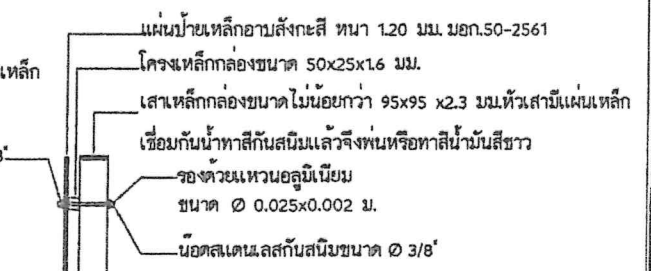 แผ่นป้ายเหล็กอาบสังกะสี หนา 1.20 มม. มอก.50-2561
โครงเหล็กกล่องขนาด 50x25x1.6 มม.
เหล็ก
เสาเหล็กกล่องขนาดไม่น้อยกว่า 95x95 x2.3 มม.หัวเสามีแผ่นเหล็ก
เชื่อมกันน้ำทาสีกันสนิมแล้วจึงพ่นหรือทาสีน้ำมันสีขาว
รองด้วยแหวนอลูมิเนียม
ขนาด Ø 0.025x0.002 ม.
น๊อตสแตนเลสกันสนิมขนาด Ø 3/8"